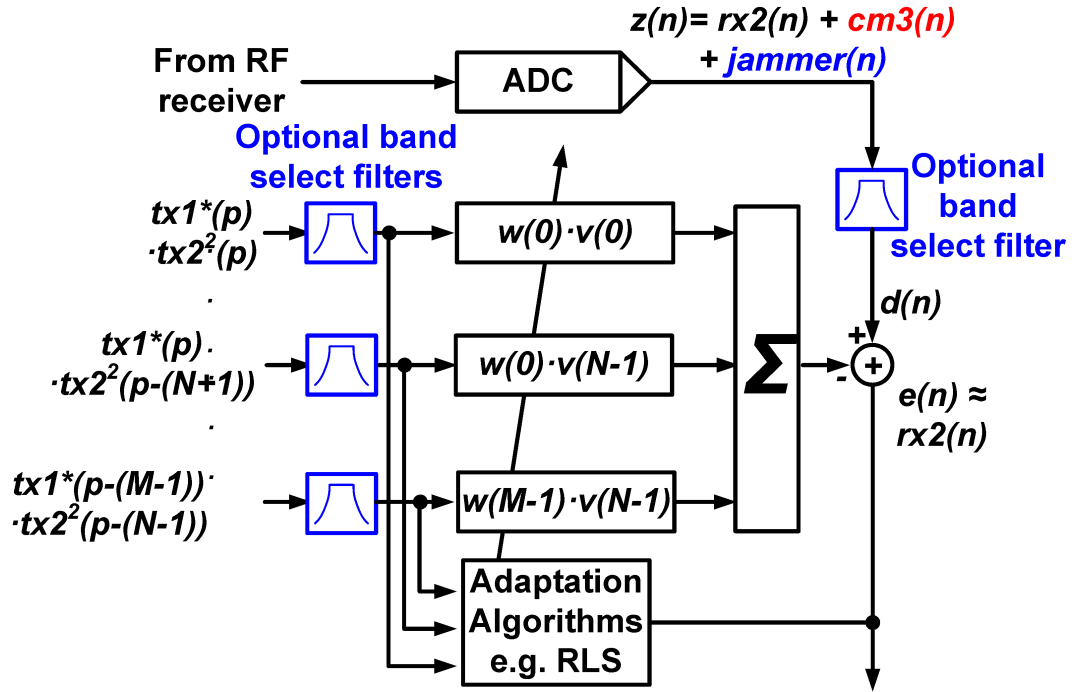 z(n)= rx2(n) + cm3(n)
+ jammer(n)
From RF
receiver
ADC
Optional band
select filters
Optional
band
select filter
tx1*(p)
·tx2²(p)
w(0)·v(0)
d(n)
tx1*(p)
·tx2²(p-(N+1))
w(0)·v(N-1)
Σ
+
-
+
e(n) ≈
rx2(n)
tx1*(p-(M-1))
·tx2²(p-(N-1))
w(M-1)·v(N-1)
Adaptation
Algorithms
e.g. RLS